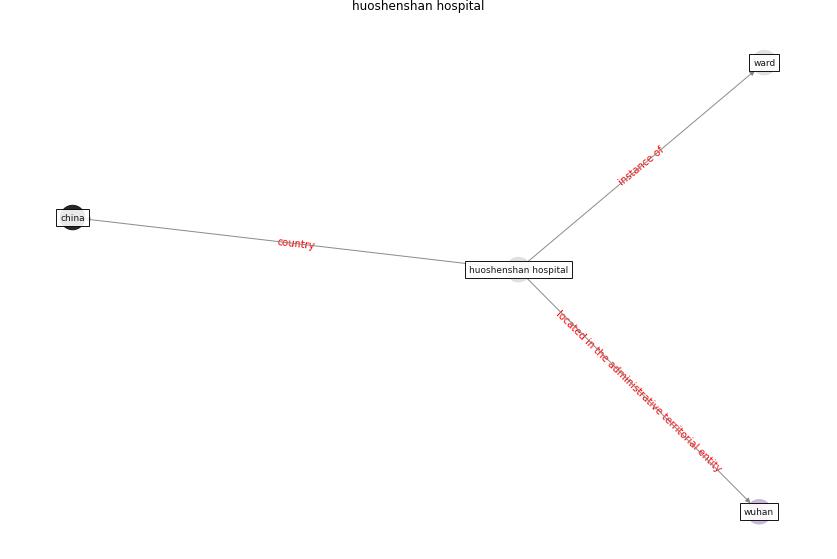 huoshenshan hospital
ward
instance of
china
country
huoshenshan hospital
located in the administrative territorial entity
wuhan